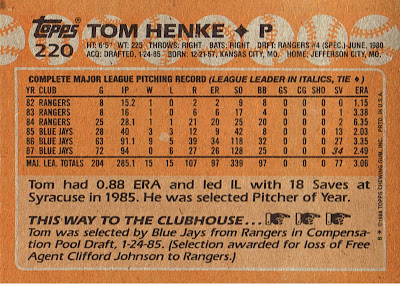 Topps
220
TOM HENKE ♦ P
HT: 6'5" WT: 225 THROWS: RIGHT BATS: RIGHT DRFT: RANGERS #4 (SPEC.)-JUNE, 1980
ACQ: DRAFTED, 1-24-85 BORN: 12-21-57, KANSAS CITY, MO. HOME: JEFFERSON CITY, MO.
COMPLETE MAJOR LEAGUE PITCHING RECORD (LEAGUE LEADER IN ITALICS, TIE ♦)
YR CLUB G IP W L R ER SO BB GS CG SHO SV ERA
82 RANGERS 8 15.2 1 0 2 2 9 8 0 0 0 0 1.15
83 RANGERS 8 16 1 0 6 6 17 4 0 0 0 1 3.38
84 RANGERS 25 28.1 1 1 21 20 25 20 0 0 0 2 6.35
85 BLUE JAYS 28 40 3 3 12 9 42 8 0 0 0 13 2.03
86 BLUE JAYS 63 91.1 9 5 39 34 118 32 0 0 0 27 3.35
87 BLUE JAYS 72 94 0 6 27 26 128 25 0 0 0 34 2.49
MAJ. LEA. TOTALS 204 285.1 15 15 107 97 339 97 0 0 0 77 3.06
Tom had 0.88 ERA and led IL with 18 Saves at
Syracuse in 1985. He was selected Pitcher of Year.
THIS WAY TO THE CLUBHOUSE . . .
Tom was selected by Blue Jays from Rangers in Compensa-
tion Pool Draft, 1-24-85. (Selection awarded for loss of Free
Agent Clifford Johnson to Rangers.)